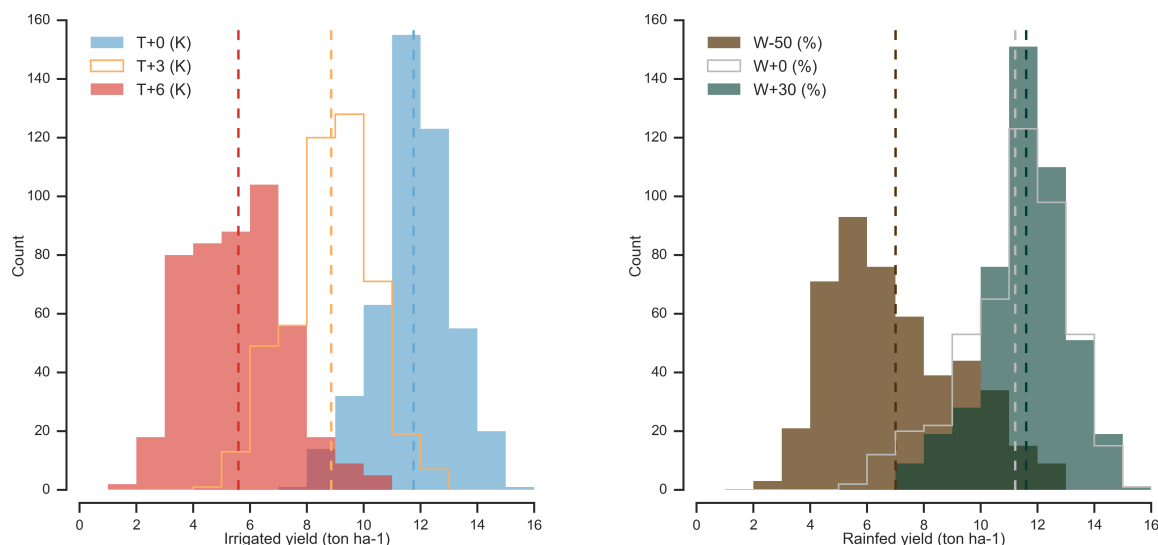 160
140
120
100
80
60
40
20
0
Count
T+0 (K)
T+3 (K)
T+6 (K)
0 2 4 6 8 10 12 14 16
Irrigated yield (ton ha-1)
160
140
120
100
80
60
40
20
0
Count
W-50 (%)
W+0 (%)
W+30 (%)
0 2 4 6 8 10 12 14 16
Rainfed yield (ton ha-1)